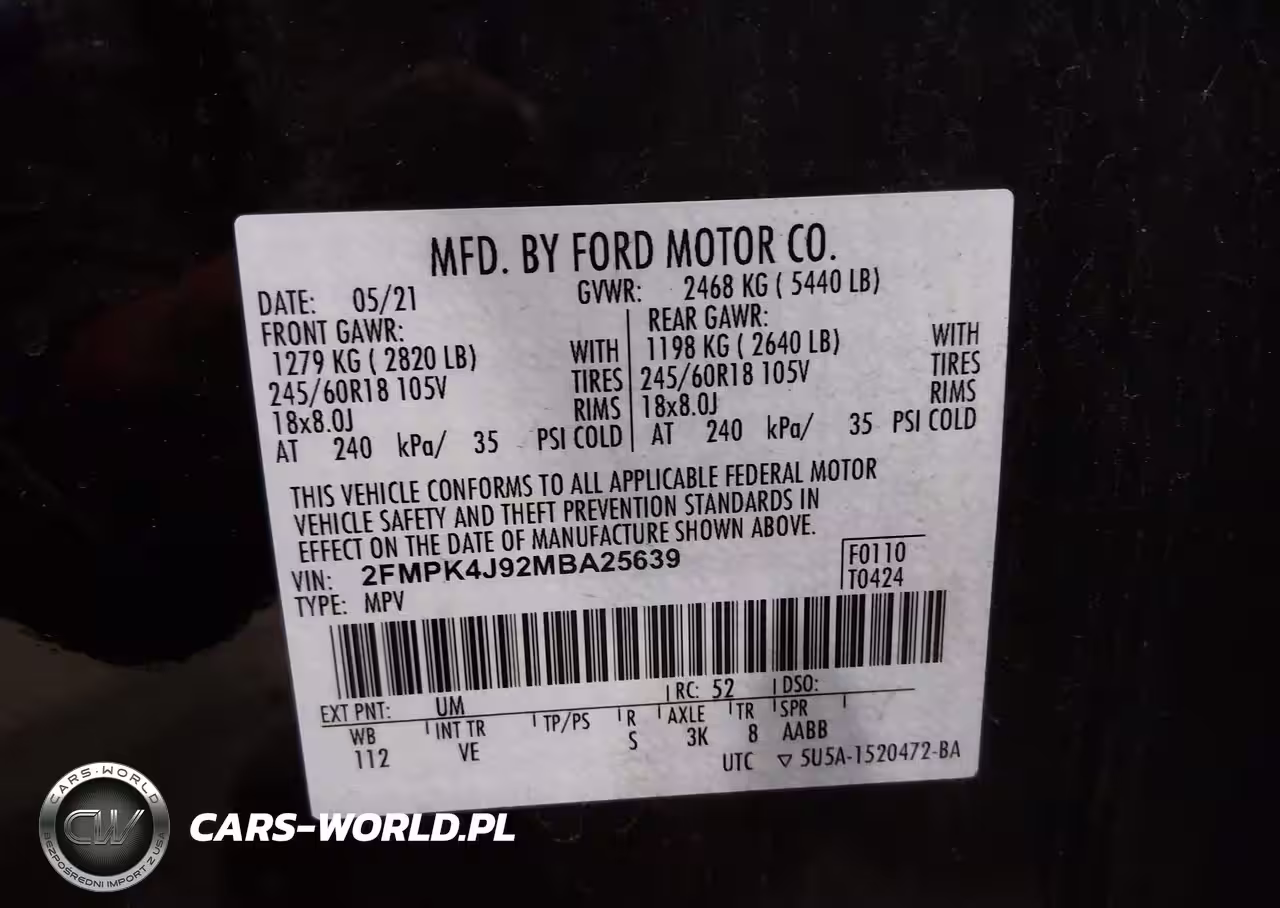 MFD. BY FORD MOTOR CO.
DATE: 05/21 GVWR: 2468 KG ( 5440 LB)
FRONT GAWR: REAR GAWR:
1279 KG ( 2820 LB) WITH 1198 KG ( 2640 LB) WITH
245/60R18 105V TIRES 245/60R18 105V TIRES
18x8.0J RIMS 18x8.0J RIMS
AT 240 kPa/ 35 PSI COLD AT 240 kPa/ 35 PSI COLD
THIS VEHICLE CONFORMS TO ALL APPLICABLE FEDERAL MOTOR
VEHICLE SAFETY AND THEFT PREVENTION STANDARDS IN
EFFECT ON THE DATE OF MANUFACTURE SHOWN ABOVE.
VIN: 2FMPK4J92MBA25639 F0110
TYPE: MPV T0424
EXT PNT: UM RC: 52 DSO:
WB INT TR TP/PS R AXLE TR SPR
112 VE S 3K 8 AABB
UTC ▽ 5U5A-1520472-BA
CARS-WORLD
CW
BEZPOŚREDNI IMPORT Z USA
CARS-WORLD.PL